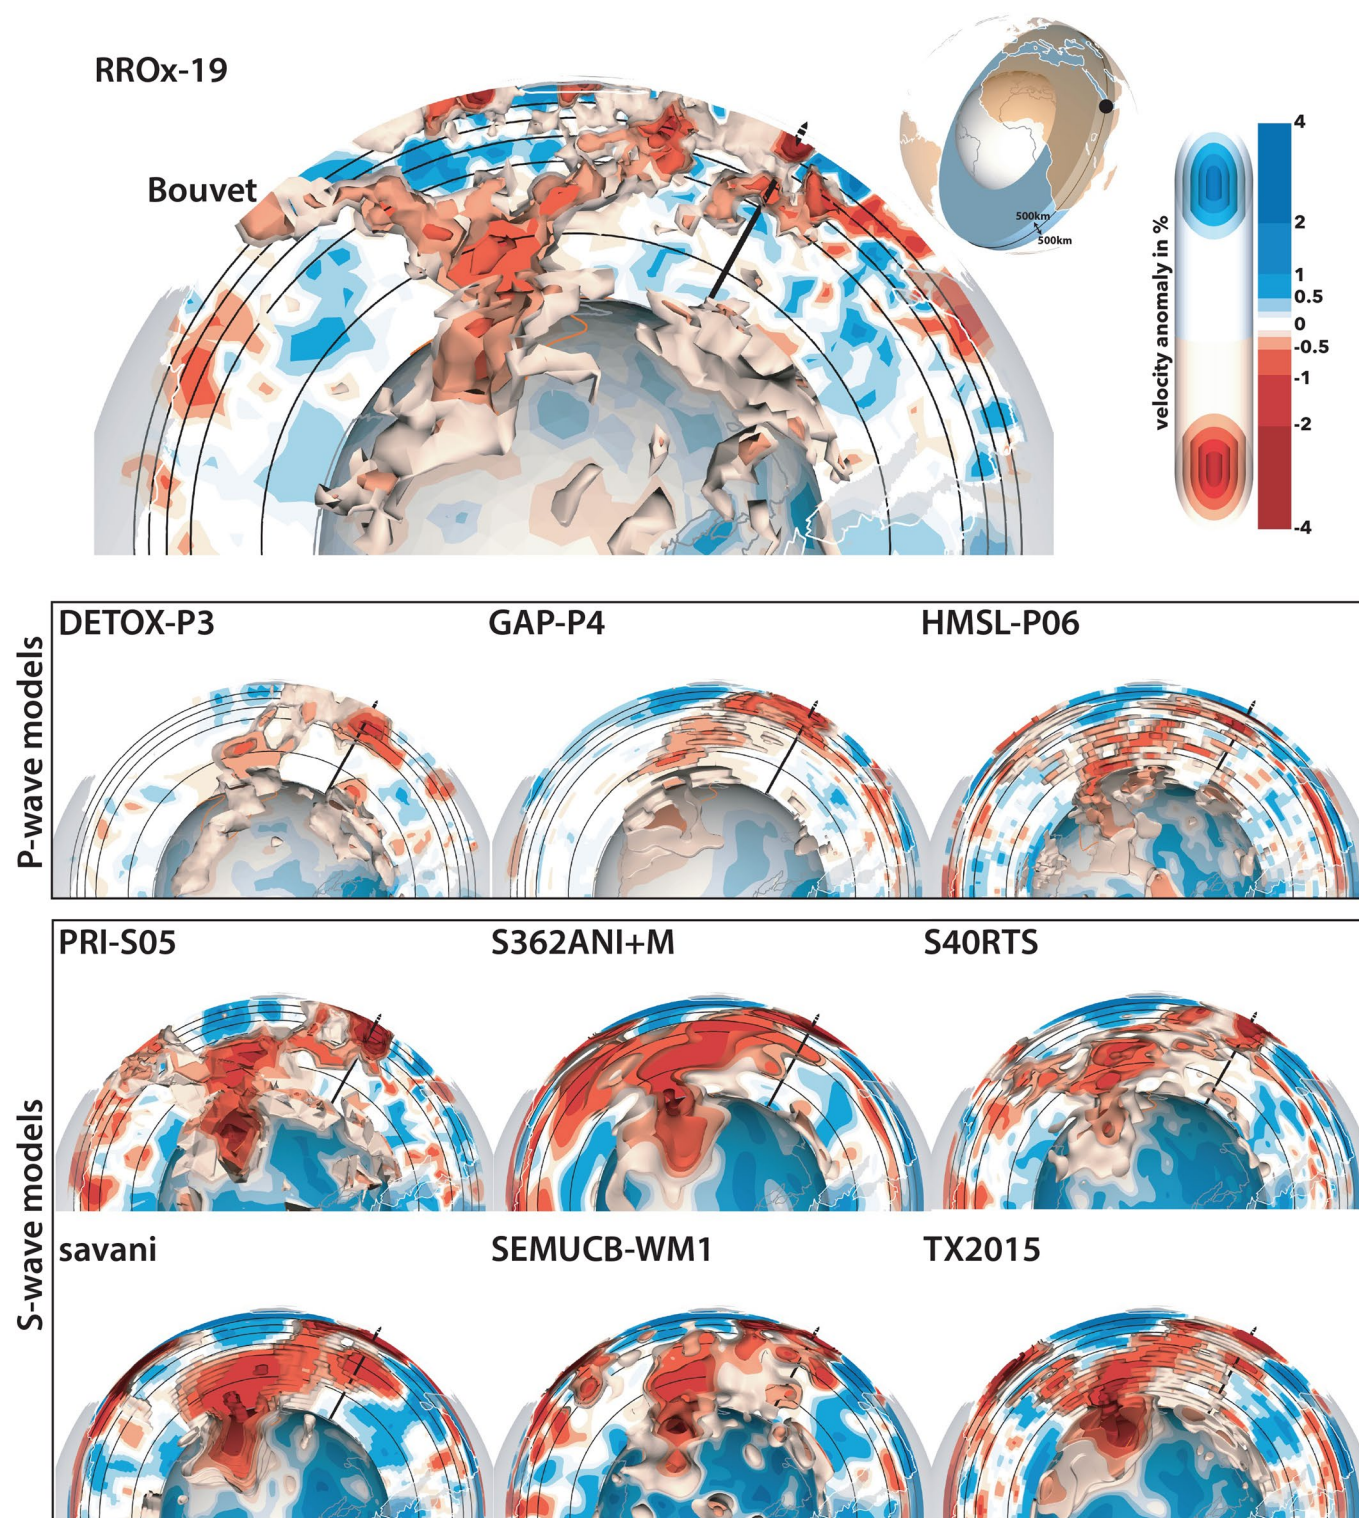 RROx-19
Bouvet
500km
500km
velocity anomaly in %
4
2
1
0.5
0
-0.5
-1
-2
-4
P-wave models
DETOX-P3
GAP-P4
HMSL-P06
S-wave models
PRI-S05
S362ANI+M
S40RTS
savani
SEMUCB-WM1
TX2015